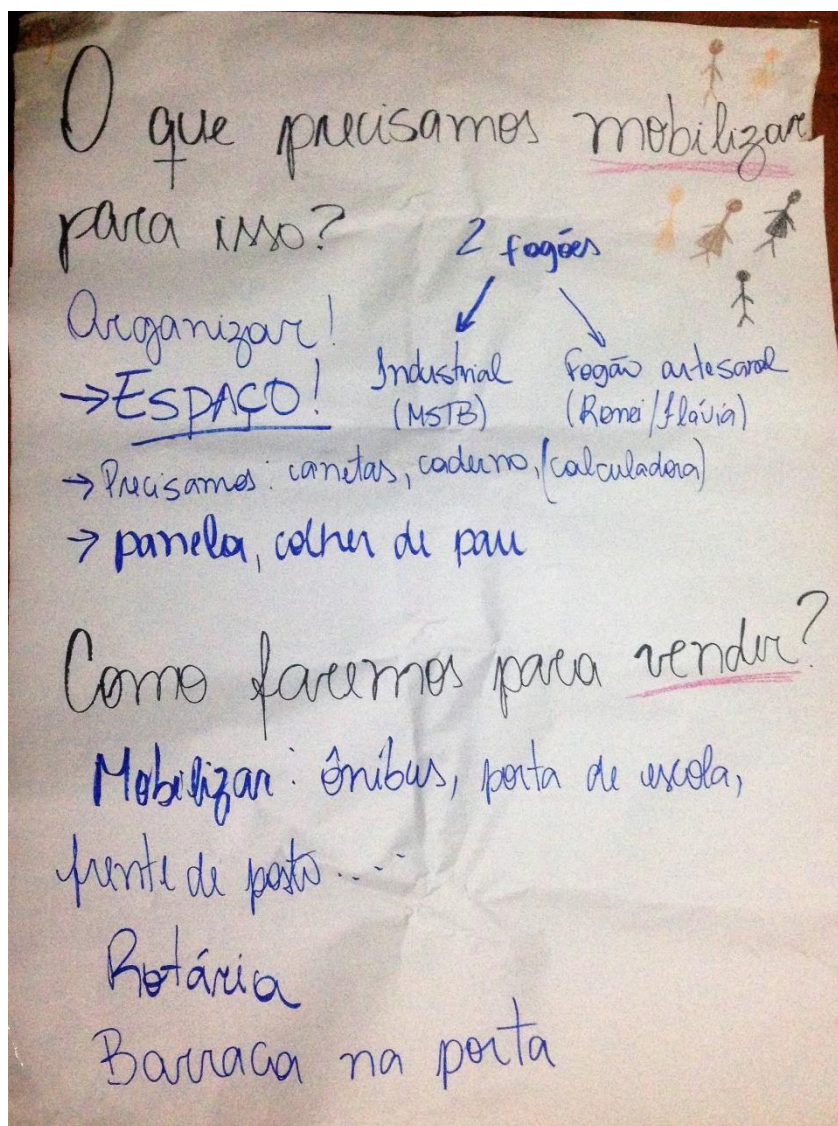 O que precisamos mobilizar
para isso?
2 fogões
Organizar!
→ ESPAÇO!
Industrial
(MSTB)
Fogão artesanal
(Ronei/Flávia)
→ Precisamos: canetas, caderno, (calculadora)
→ panela, colher de pau
Como faremos para vender?
Mobilizar: ônibus, porta de escola,
frente de posto....
Rotária
Barraca na porta